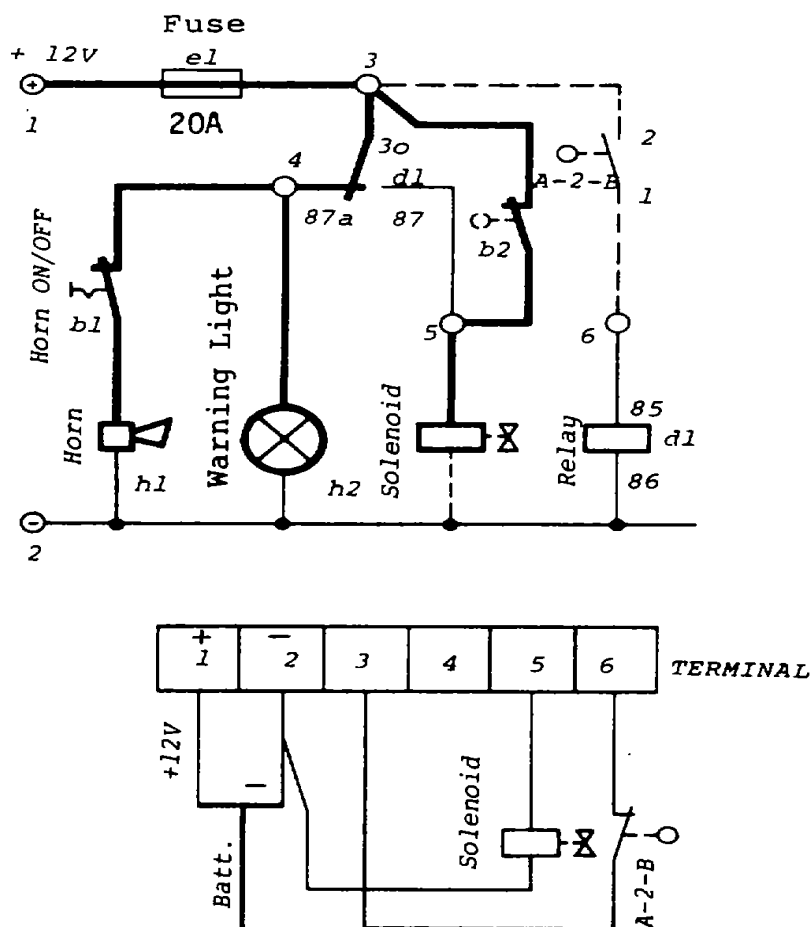 Fuse
+ 12V
e1
3
1
20A
2
3o
4
A-2-B
d1
1
87a
87
b2
Horn ON/OFF
b1
Warning Light
5
6
Horn
Solenoid
Relay
85
d1
h1
h2
86
2
+
1
2
3
4
5
6
TERMINAL
+12V
Solenoid
Batt.
A-2-B